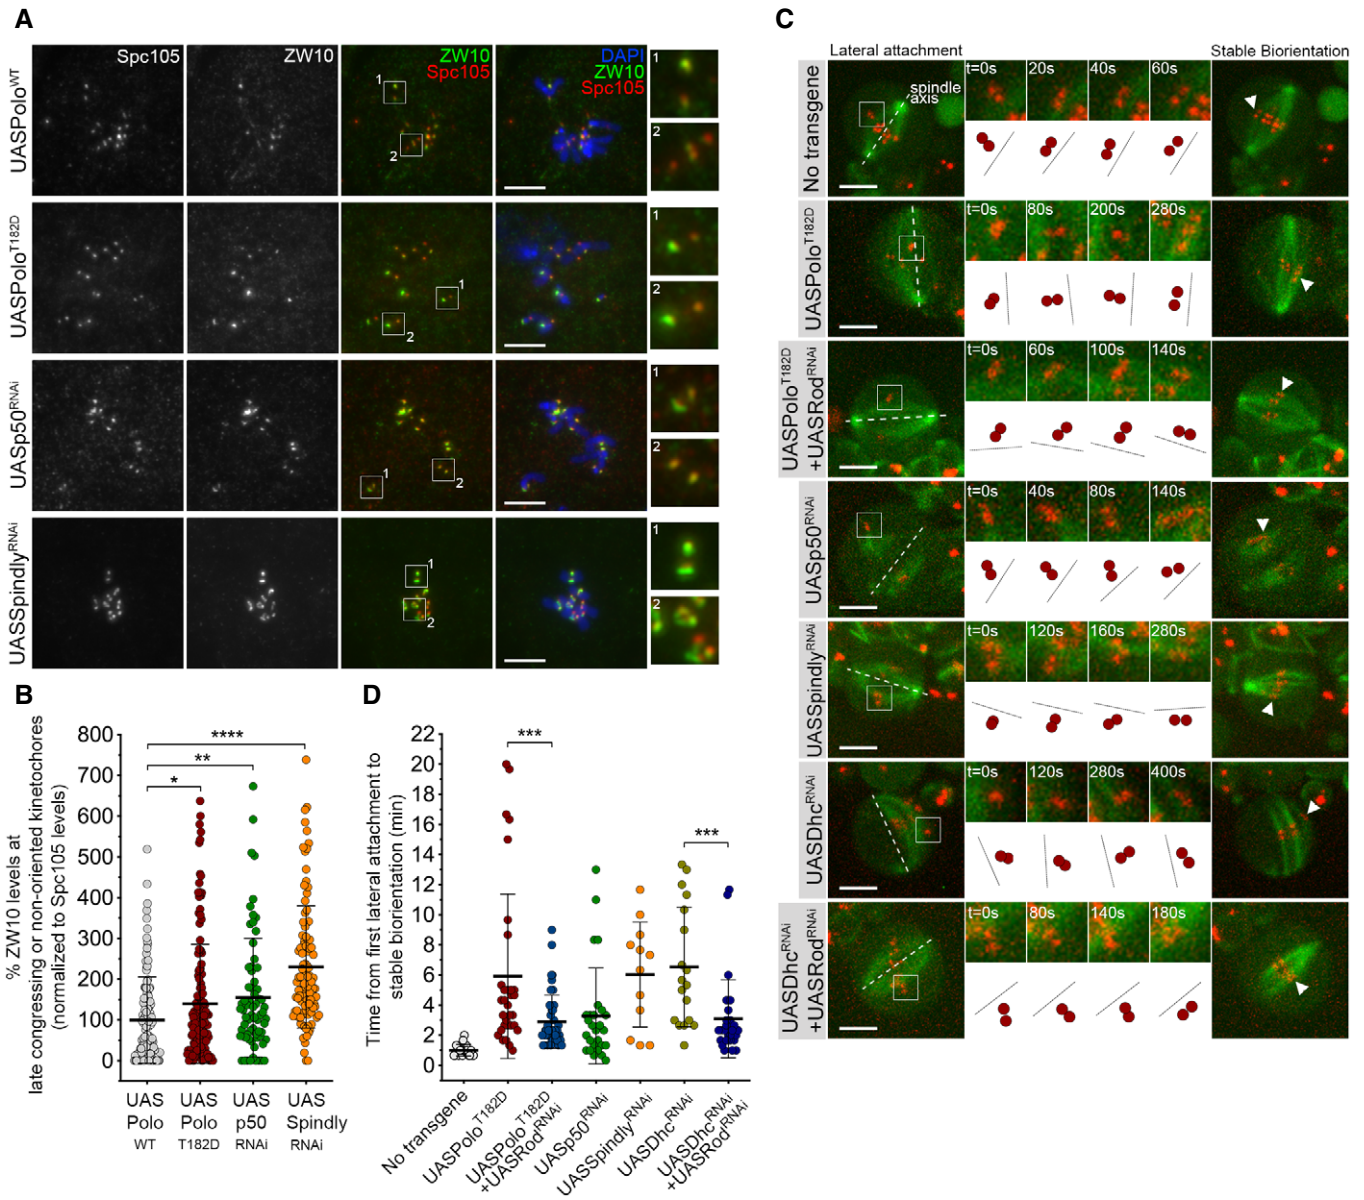 A
Spc105
ZW10
ZW10
Spc105
DAPI
ZW10
Spc105
UASPolo^WT
1
2
1
2
UASPolo^T182D
1
2
1
2
UASp50^RNAi
1
2
1
2
UASSpindly^RNAi
1
2
1
2
B
% ZW10 levels at
late congressing or non-oriented kinetochores
(normalized to Spc105 levels)
800
700
600
500
400
300
200
100
0
****
**
*
UAS Polo WT
UAS Polo T182D
UAS p50 RNAi
UAS Spindly RNAi
C
Lateral attachment
Stable Biorientation
No transgene
spindle
axis
t=0s 20s 40s 60s
UASPolo^T182D
t=0s 80s 200s 280s
UASPolo^T182D
+UASRod^RNAi
t=0s 60s 100s 140s
UASp50^RNAi
t=0s 40s 80s 140s
UASSpindly^RNAi
t=0s 120s 160s 280s
UASDhc^RNAi
t=0s 120s 280s 400s
UASDhc^RNAi
+UASRod^RNAi
t=0s 80s 140s 180s
D
Time from first lateral attachment to
stable biorientation (min)
22
20
18
16
14
12
10
8
6
4
2
0
***
***
No transgene
UASPolo^T182D
UASPolo^T182D
+UASRod^RNAi
UASp50^RNAi
UASSpindly^RNAi
UASDhc^RNAi
UASDhc^RNAi
+UASRod^RNAi